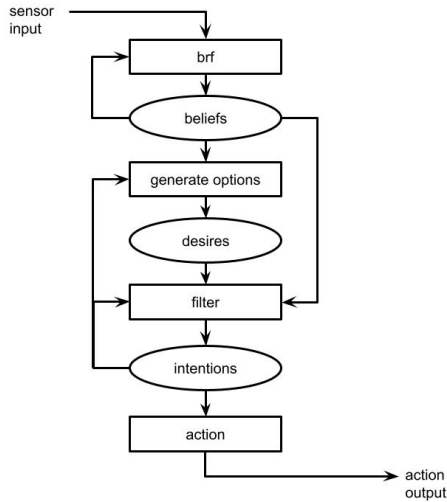 sensor
input
brf
beliefs
generate options
desires
filter
intentions
action
action
output